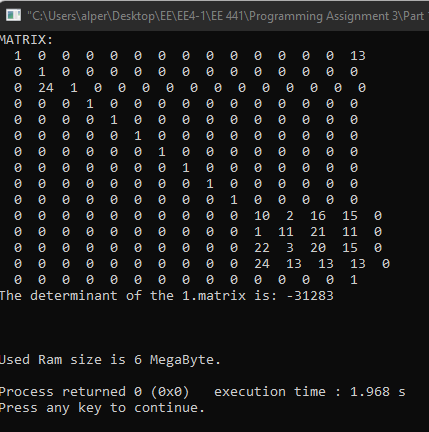 "C:\Users\alper\Desktop\EE\EE4-1\EE 441\Programming Assignment 3\Part
MATRIX:
1 0 0 0 0 0 0 0 0 0 0 0 0 0 13
0 1 0 0 0 0 0 0 0 0 0 0 0 0 0
0 24 1 0 0 0 0 0 0 0 0 0 0 0 0
0 0 0 1 0 0 0 0 0 0 0 0 0 0 0
0 0 0 0 1 0 0 0 0 0 0 0 0 0 0
0 0 0 0 0 1 0 0 0 0 0 0 0 0 0
0 0 0 0 0 0 1 0 0 0 0 0 0 0 0
0 0 0 0 0 0 0 1 0 0 0 0 0 0 0
0 0 0 0 0 0 0 0 1 0 0 0 0 0 0
0 0 0 0 0 0 0 0 0 1 0 0 0 0 0
0 0 0 0 0 0 0 0 0 0 10 2 16 15 0
0 0 0 0 0 0 0 0 0 0 1 11 21 11 0
0 0 0 0 0 0 0 0 0 0 22 3 20 15 0
0 0 0 0 0 0 0 0 0 0 24 13 13 13 0
0 0 0 0 0 0 0 0 0 0 0 0 0 0 1
The determinant of the 1.matrix is: -31283
Used Ram size is 6 MegaByte.
Process returned 0 (0x0)   execution time : 1.968 s
Press any key to continue.